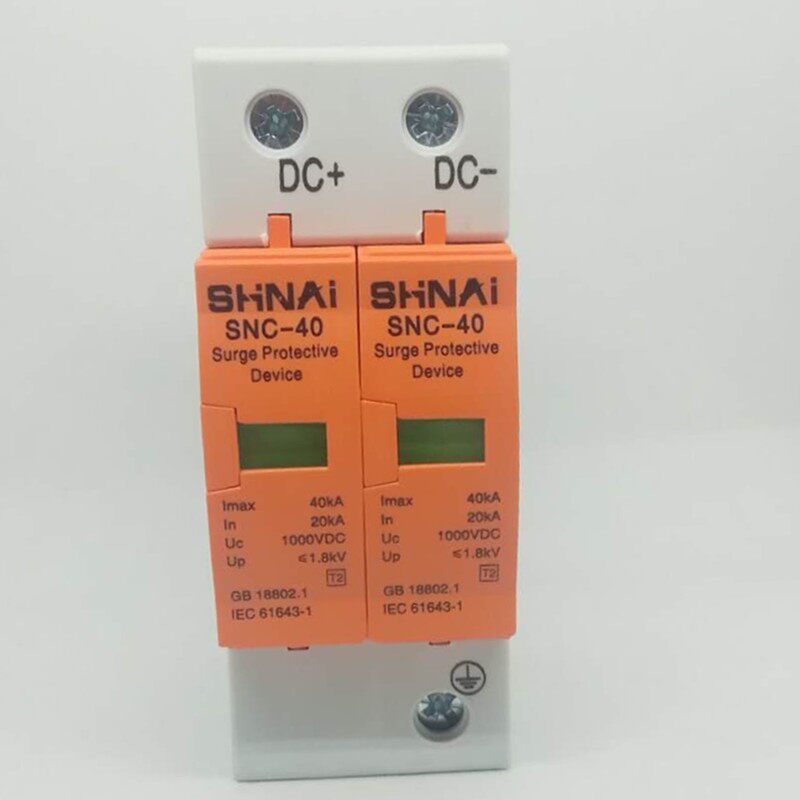 DC+
DC-
SHNAi
SNC-40
Surge Protective
Device
Imax 40kA
In 20kA
Uc 1000VDC
Up ≤1.8kV
T2
GB 18802.1
IEC 61643-1
SHNAi
SNC-40
Surge Protective
Device
Imax 40kA
In 20kA
Uc 1000VDC
Up ≤1.8kV
T2
GB 18802.1
IEC 61643-1